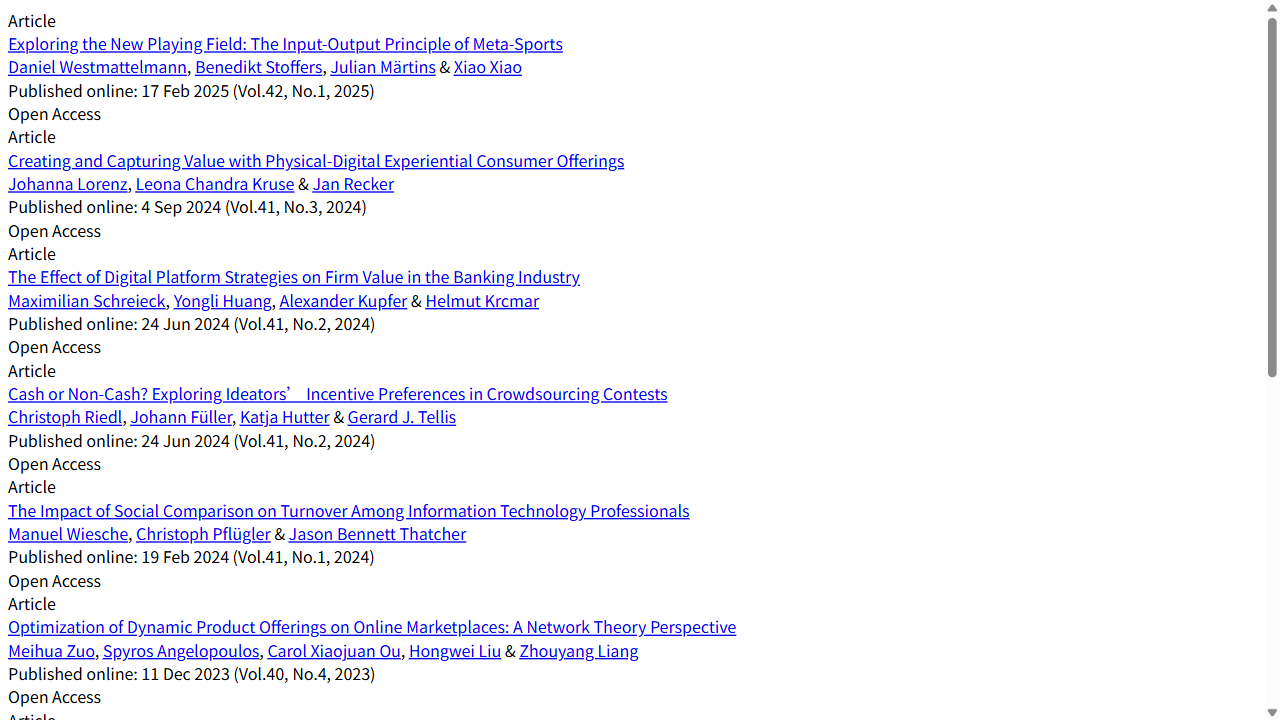 Article
Exploring the New Playing Field: The Input-Output Principle of Meta-Sports
Daniel Westmattelmann, Benedikt Stoffers, Julian Märtins & Xiao Xiao
Published online: 17 Feb 2025 (Vol.42, No.1, 2025)
Open Access
Article
Creating and Capturing Value with Physical-Digital Experiential Consumer Offerings
Johanna Lorenz, Leona Chandra Kruse & Jan Recker
Published online: 4 Sep 2024 (Vol.41, No.3, 2024)
Open Access
Article
The Effect of Digital Platform Strategies on Firm Value in the Banking Industry
Maximilian Schreieck, Yongli Huang, Alexander Kupfer & Helmut Krcmar
Published online: 24 Jun 2024 (Vol.41, No.2, 2024)
Open Access
Article
Cash or Non-Cash? Exploring Ideators’ Incentive Preferences in Crowdsourcing Contests
Christoph Riedl, Johann Füller, Katja Hutter & Gerard J. Tellis
Published online: 24 Jun 2024 (Vol.41, No.2, 2024)
Open Access
Article
The Impact of Social Comparison on Turnover Among Information Technology Professionals
Manuel Wiesche, Christoph Pflügler & Jason Bennett Thatcher
Published online: 19 Feb 2024 (Vol.41, No.1, 2024)
Open Access
Article
Optimization of Dynamic Product Offerings on Online Marketplaces: A Network Theory Perspective
Meihua Zuo, Spyros Angelopoulos, Carol Xiaojuan Ou, Hongwei Liu & Zhouyang Liang
Published online: 11 Dec 2023 (Vol.40, No.4, 2023)
Open Access
Article